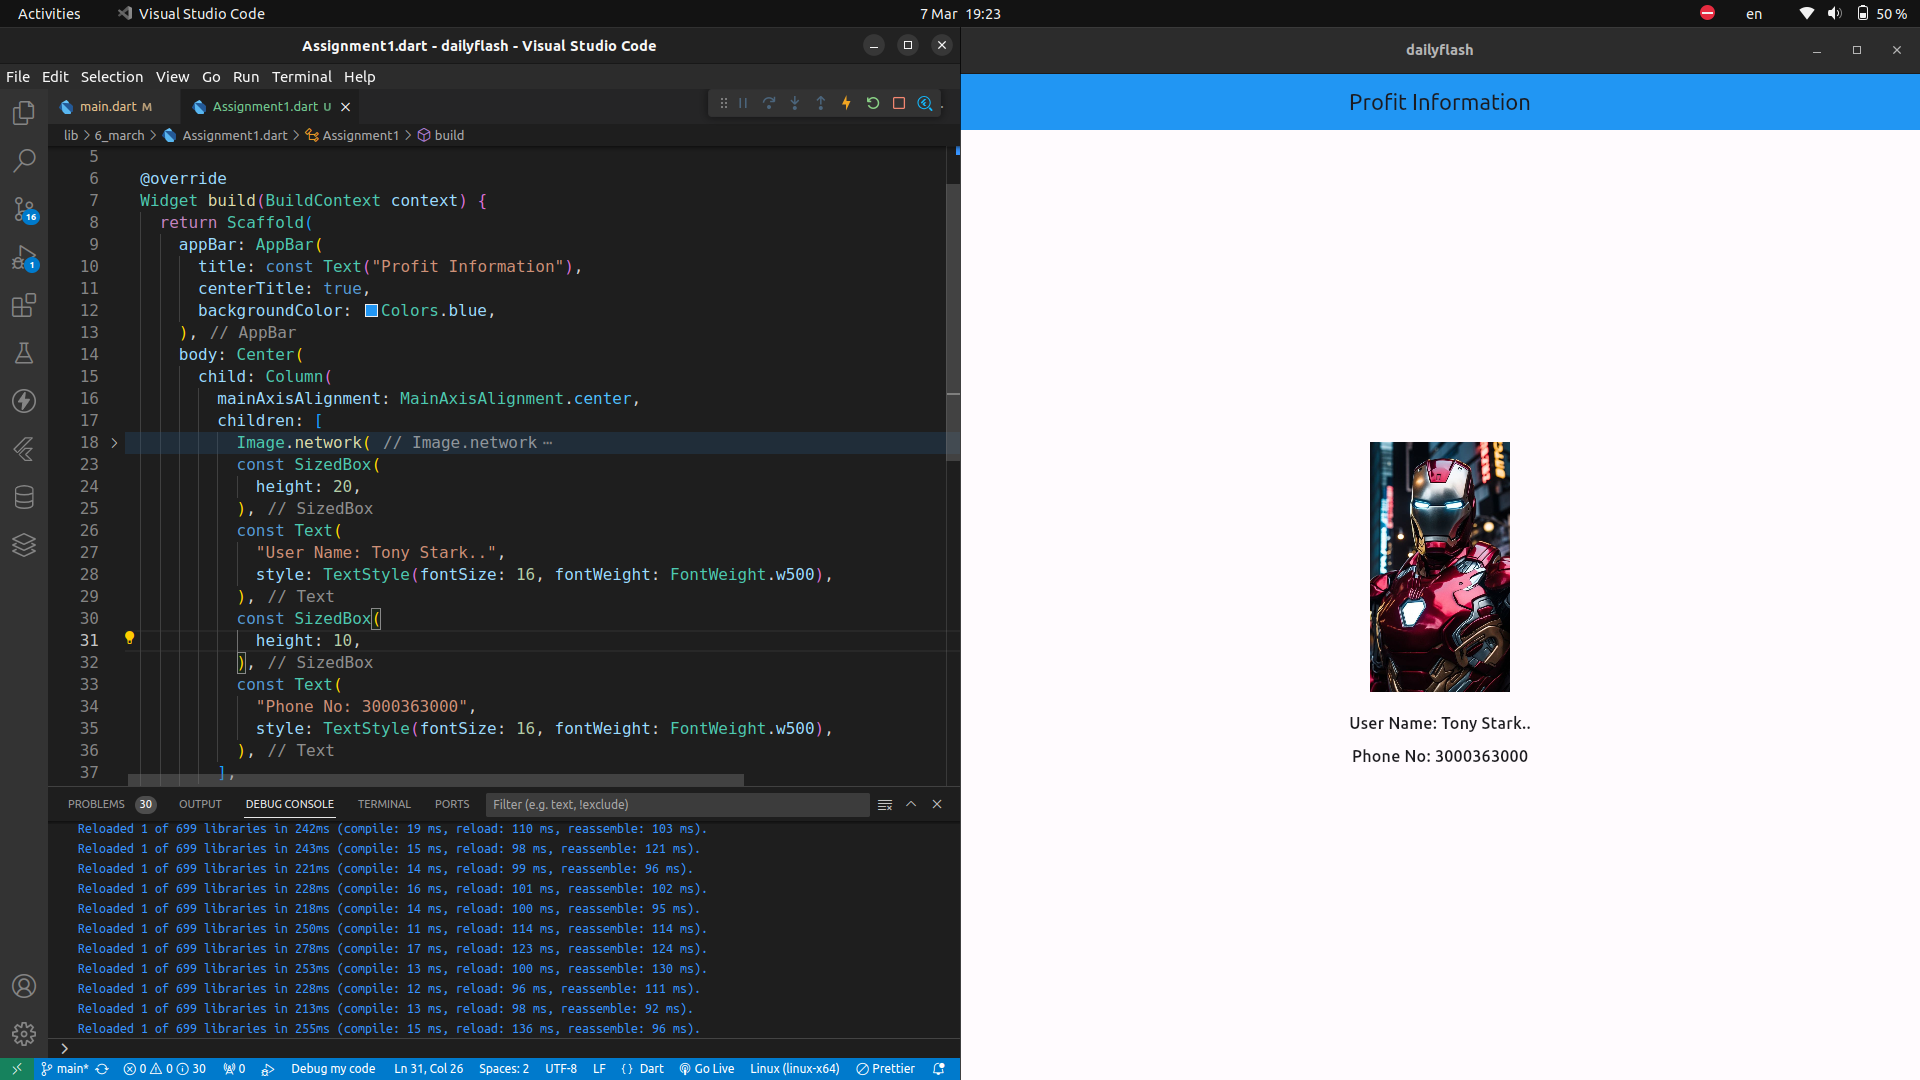 Activities
Visual Studio Code
7 Mar 19:23
en
50 %
Assignment1.dart - dailyflash - Visual Studio Code
File Edit Selection View Go Run Terminal Help
main.dart M
Assignment1.dart U
lib > 6_march > Assignment1.dart > Assignment1 > build
5
6 @override
7 Widget build(BuildContext context) {
8 return Scaffold(
9 appBar: AppBar(
10 title: const Text("Profit Information"),
11 centerTitle: true,
12 backgroundColor: Colors.blue,
13 ), // AppBar
14 body: Center(
15 child: Column(
16 mainAxisAlignment: MainAxisAlignment.center,
17 children: [
18 Image.network( // Image.network ⋯
23 const SizedBox(
24 height: 20,
25 ), // SizedBox
26 const Text(
27 "User Name: Tony Stark..",
28 style: TextStyle(fontSize: 16, fontWeight: FontWeight.w500),
29 ), // Text
30 const SizedBox(
31 height: 10,
32 ), // SizedBox
33 const Text(
34 "Phone No: 3000363000",
35 style: TextStyle(fontSize: 16, fontWeight: FontWeight.w500),
36 ), // Text
37 ],
16
1
PROBLEMS 30 OUTPUT DEBUG CONSOLE TERMINAL PORTS Filter (e.g. text, !exclude)
Reloaded 1 of 699 libraries in 242ms (compile: 19 ms, reload: 110 ms, reassemble: 103 ms).
Reloaded 1 of 699 libraries in 243ms (compile: 15 ms, reload: 98 ms, reassemble: 121 ms).
Reloaded 1 of 699 libraries in 221ms (compile: 14 ms, reload: 99 ms, reassemble: 96 ms).
Reloaded 1 of 699 libraries in 228ms (compile: 16 ms, reload: 101 ms, reassemble: 102 ms).
Reloaded 1 of 699 libraries in 218ms (compile: 14 ms, reload: 100 ms, reassemble: 95 ms).
Reloaded 1 of 699 libraries in 250ms (compile: 11 ms, reload: 114 ms, reassemble: 114 ms).
Reloaded 1 of 699 libraries in 278ms (compile: 17 ms, reload: 123 ms, reassemble: 124 ms).
Reloaded 1 of 699 libraries in 253ms (compile: 13 ms, reload: 100 ms, reassemble: 130 ms).
Reloaded 1 of 699 libraries in 228ms (compile: 12 ms, reload: 96 ms, reassemble: 111 ms).
Reloaded 1 of 699 libraries in 213ms (compile: 13 ms, reload: 98 ms, reassemble: 92 ms).
Reloaded 1 of 699 libraries in 255ms (compile: 15 ms, reload: 136 ms, reassemble: 96 ms).
main* 0 0 30 0 Debug my code Ln 31, Col 26 Spaces: 2 UTF-8 LF {} Dart Go Live Linux (linux-x64) Prettier
dailyflash
Profit Information
User Name: Tony Stark..
Phone No: 3000363000